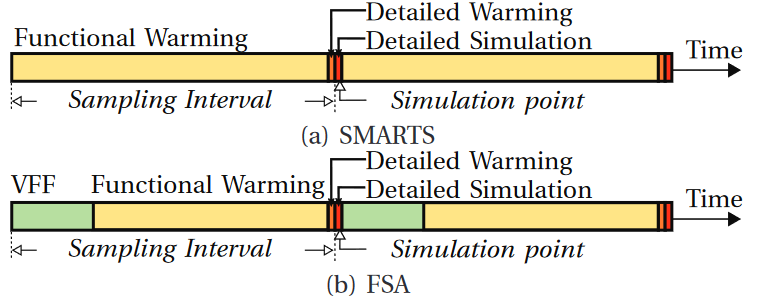 Detailed Warming
Functional Warming
Detailed Simulation
Time
Sampling Interval
Simulation point
(a) SMARTS
Detailed Warming
VFF
Functional Warming
Detailed Simulation
Time
Sampling Interval
Simulation point
(b) FSA